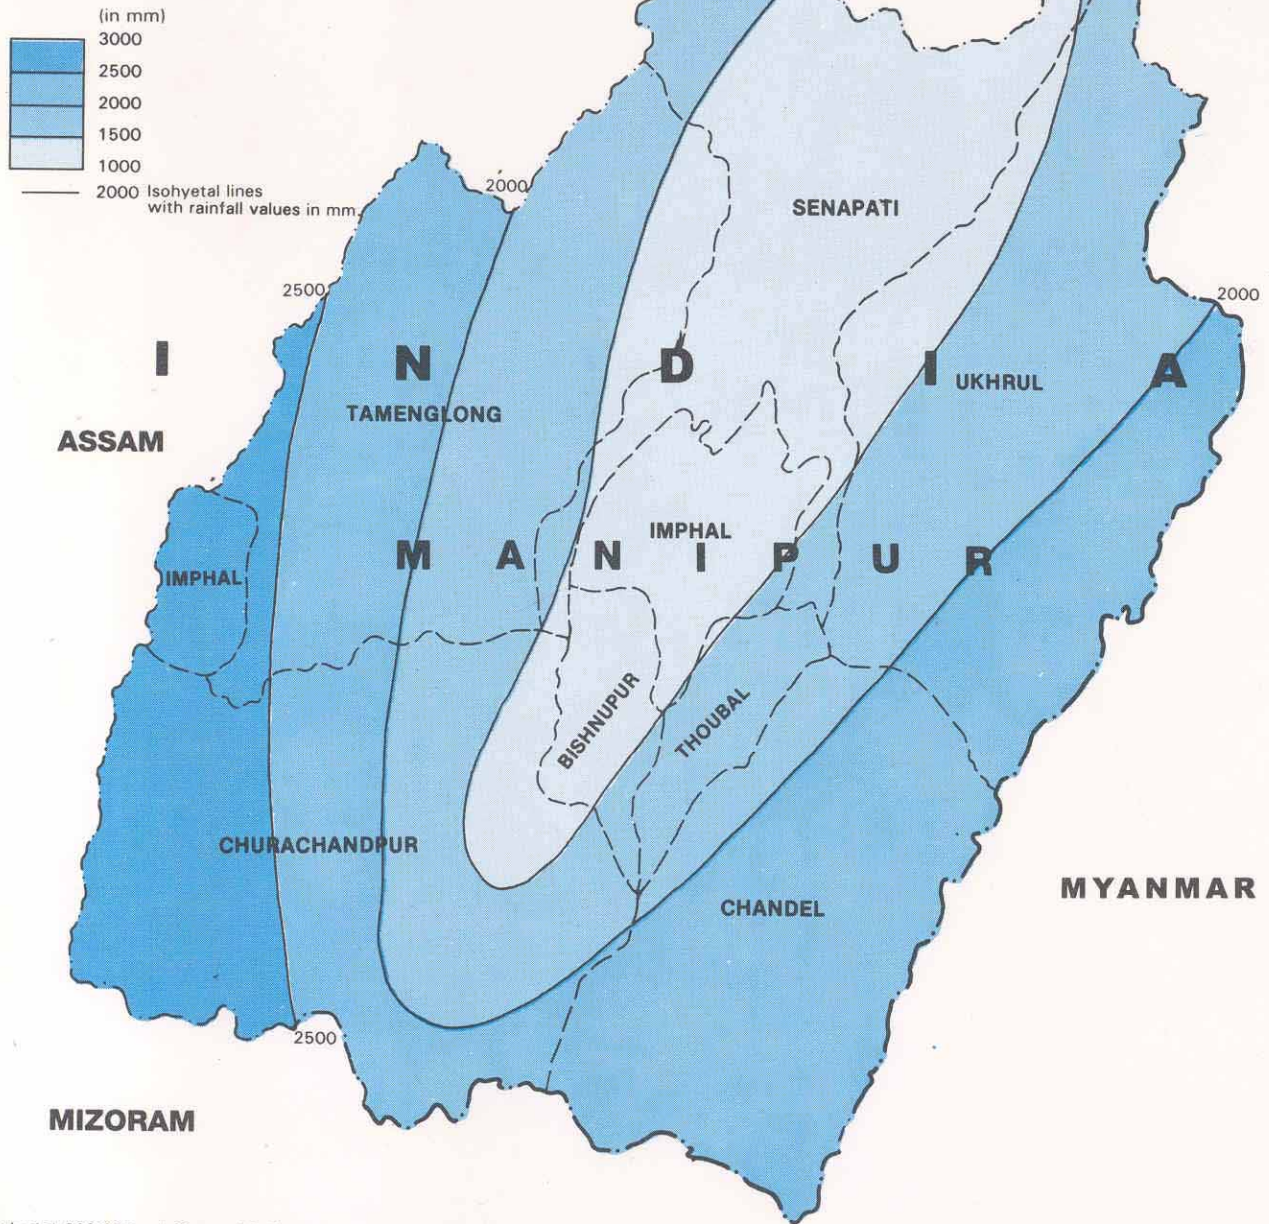 (in mm)
3000
2500
2000
1500
1000
2000 Isohyetal lines
with rainfall values in mm.
2000
SENAPATI
2500
2000
I N D I A
UKHRUL
TAMENGLONG
ASSAM
IMPHAL
M A N I P U R
IMPHAL
BISHNUPUR
THOUBAL
CHURACHANDPUR
MYANMAR
CHANDEL
2500
MIZORAM